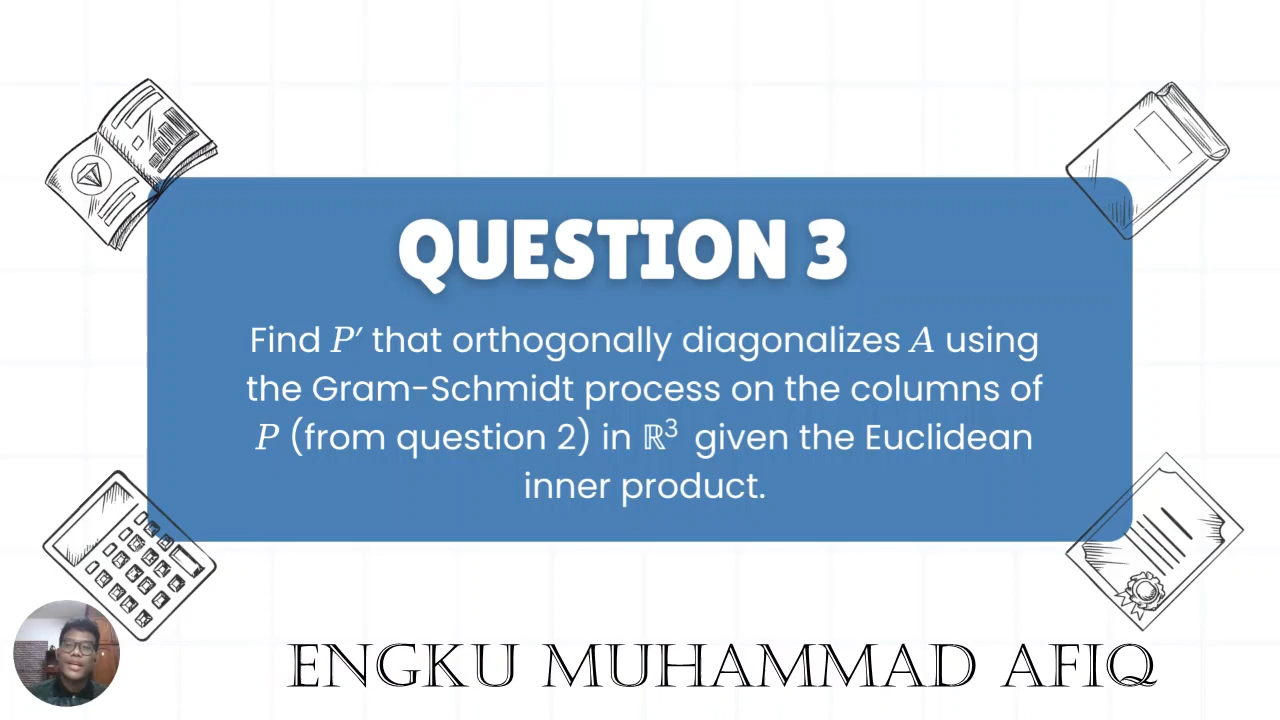 QUESTION 3
Find P′ that orthogonally diagonalizes A using
the Gram-Schmidt process on the columns of
P (from question 2) in ℝ³ given the Euclidean
inner product.
ENGKU MUHAMMAD AFIQ